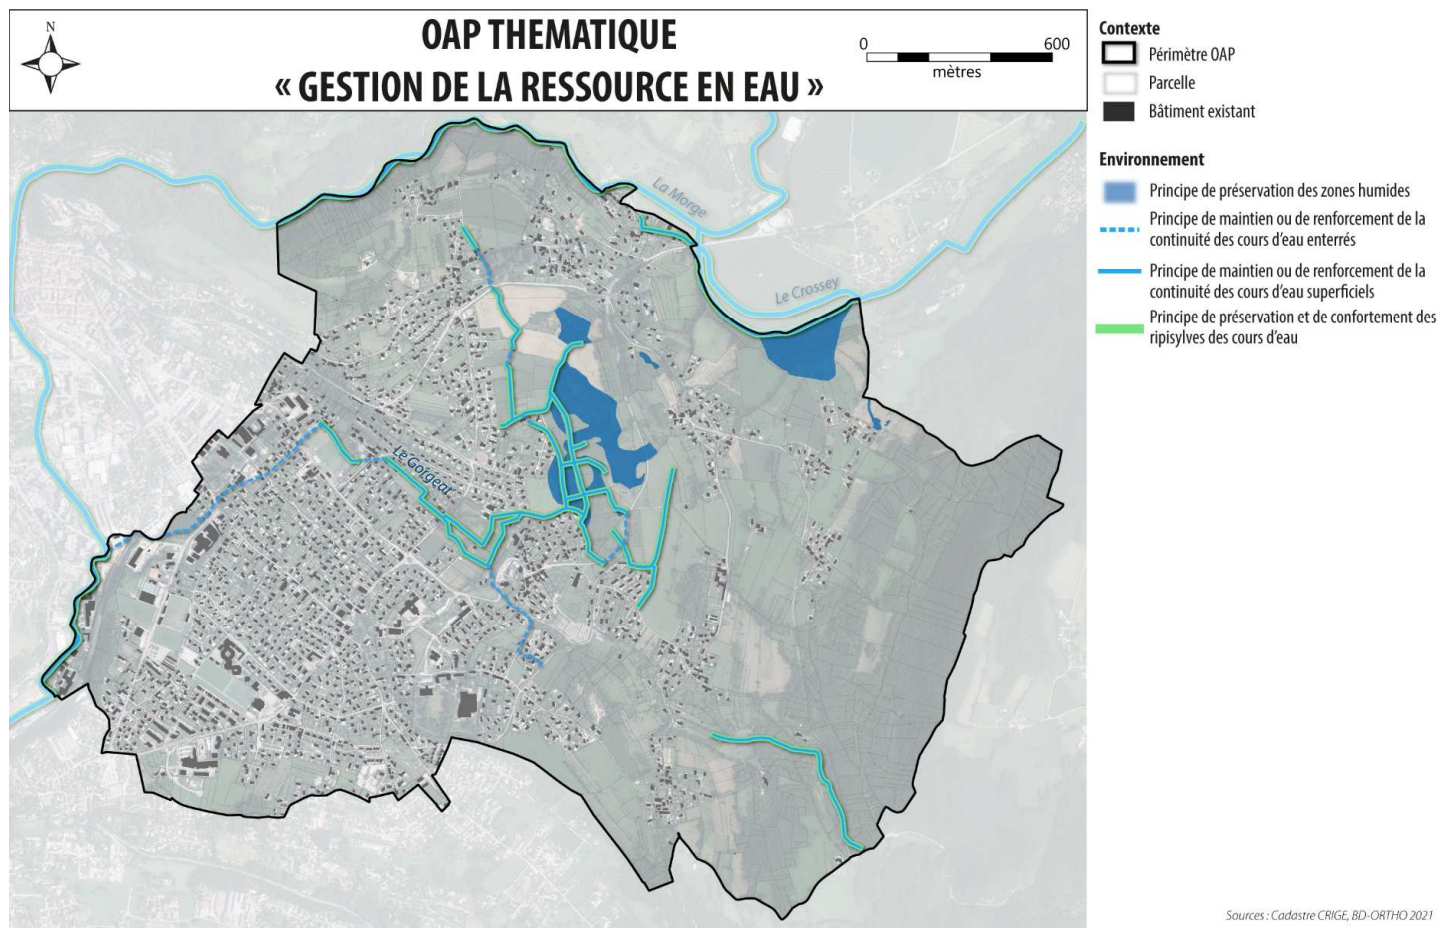 N
OAP THEMATIQUE
« GESTION DE LA RESSOURCE EN EAU »
0 600
mètres
Contexte
Périmètre OAP
Parcelle
Bâtiment existant
Environnement
Principe de préservation des zones humides
Principe de maintien ou de renforcement de la
continuité des cours d'eau enterrés
Principe de maintien ou de renforcement de la
continuité des cours d'eau superficiels
Principe de préservation et de confortement des
ripisylves des cours d'eau
La Morge
Le Crossey
Le Gorgeat
Sources : Cadastre CRIGE, BD-ORTHO 2021